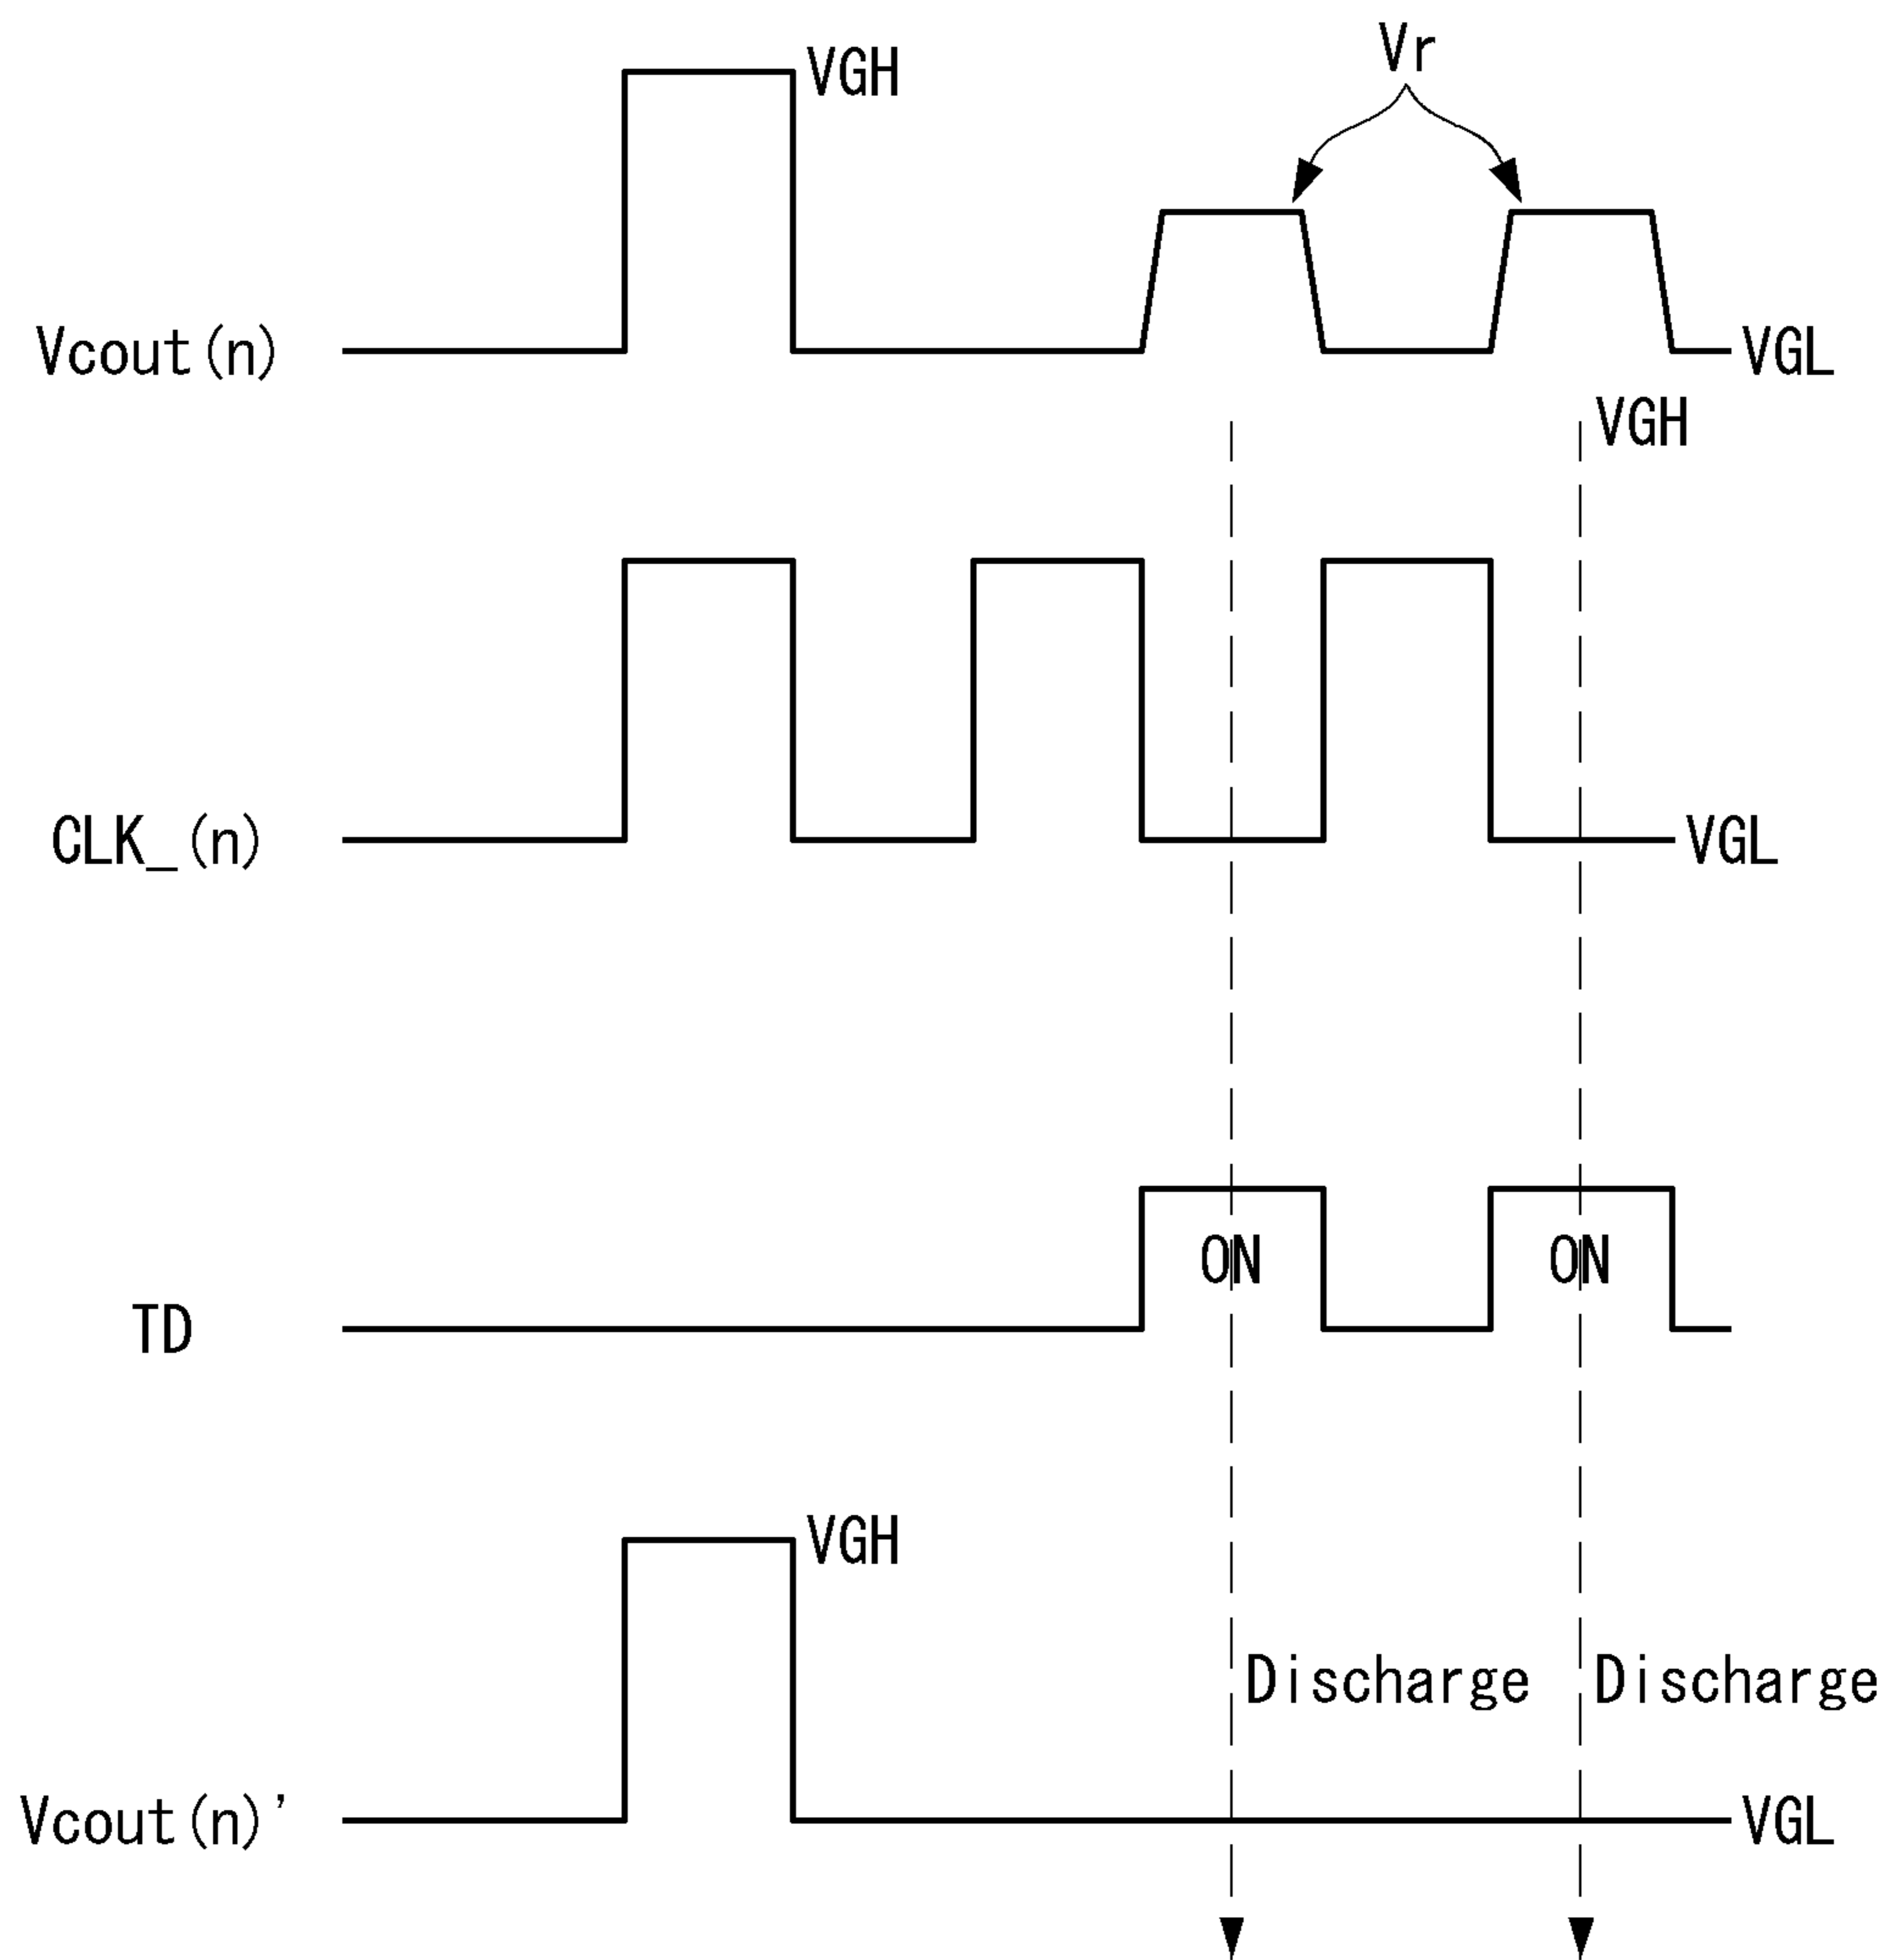 Vr
VGH
Vcout(n)
VGL
VGH
CLK_(n)
VGL
ON
ON
TD
VGH
Discharge
Discharge
Vcout(n)'
VGL